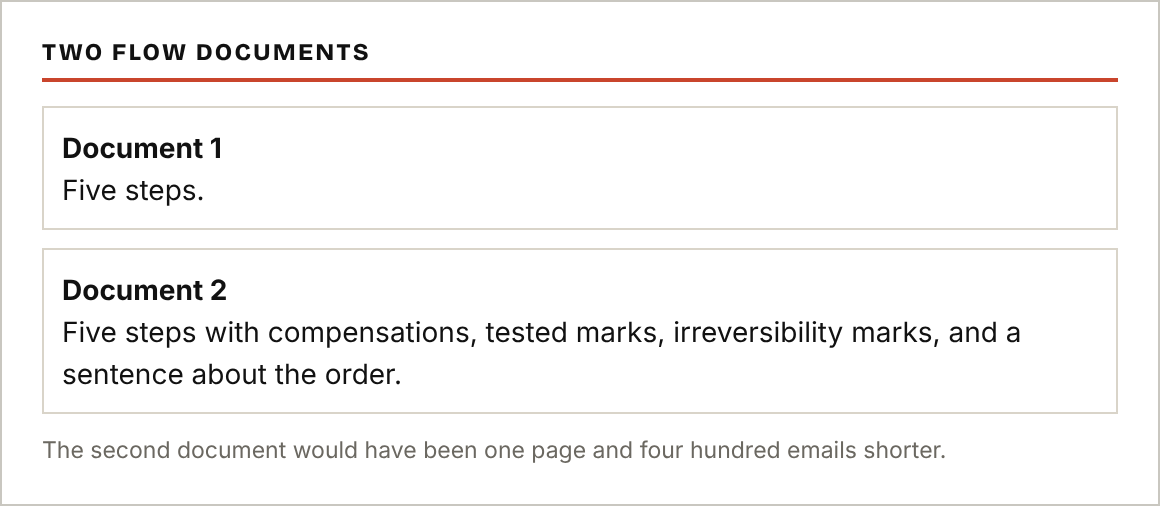 TWO FLOW DOCUMENTS
Document 1
Five steps.
Document 2
Five steps with compensations, tested marks, irreversibility marks, and a
sentence about the order.
The second document would have been one page and four hundred emails shorter.